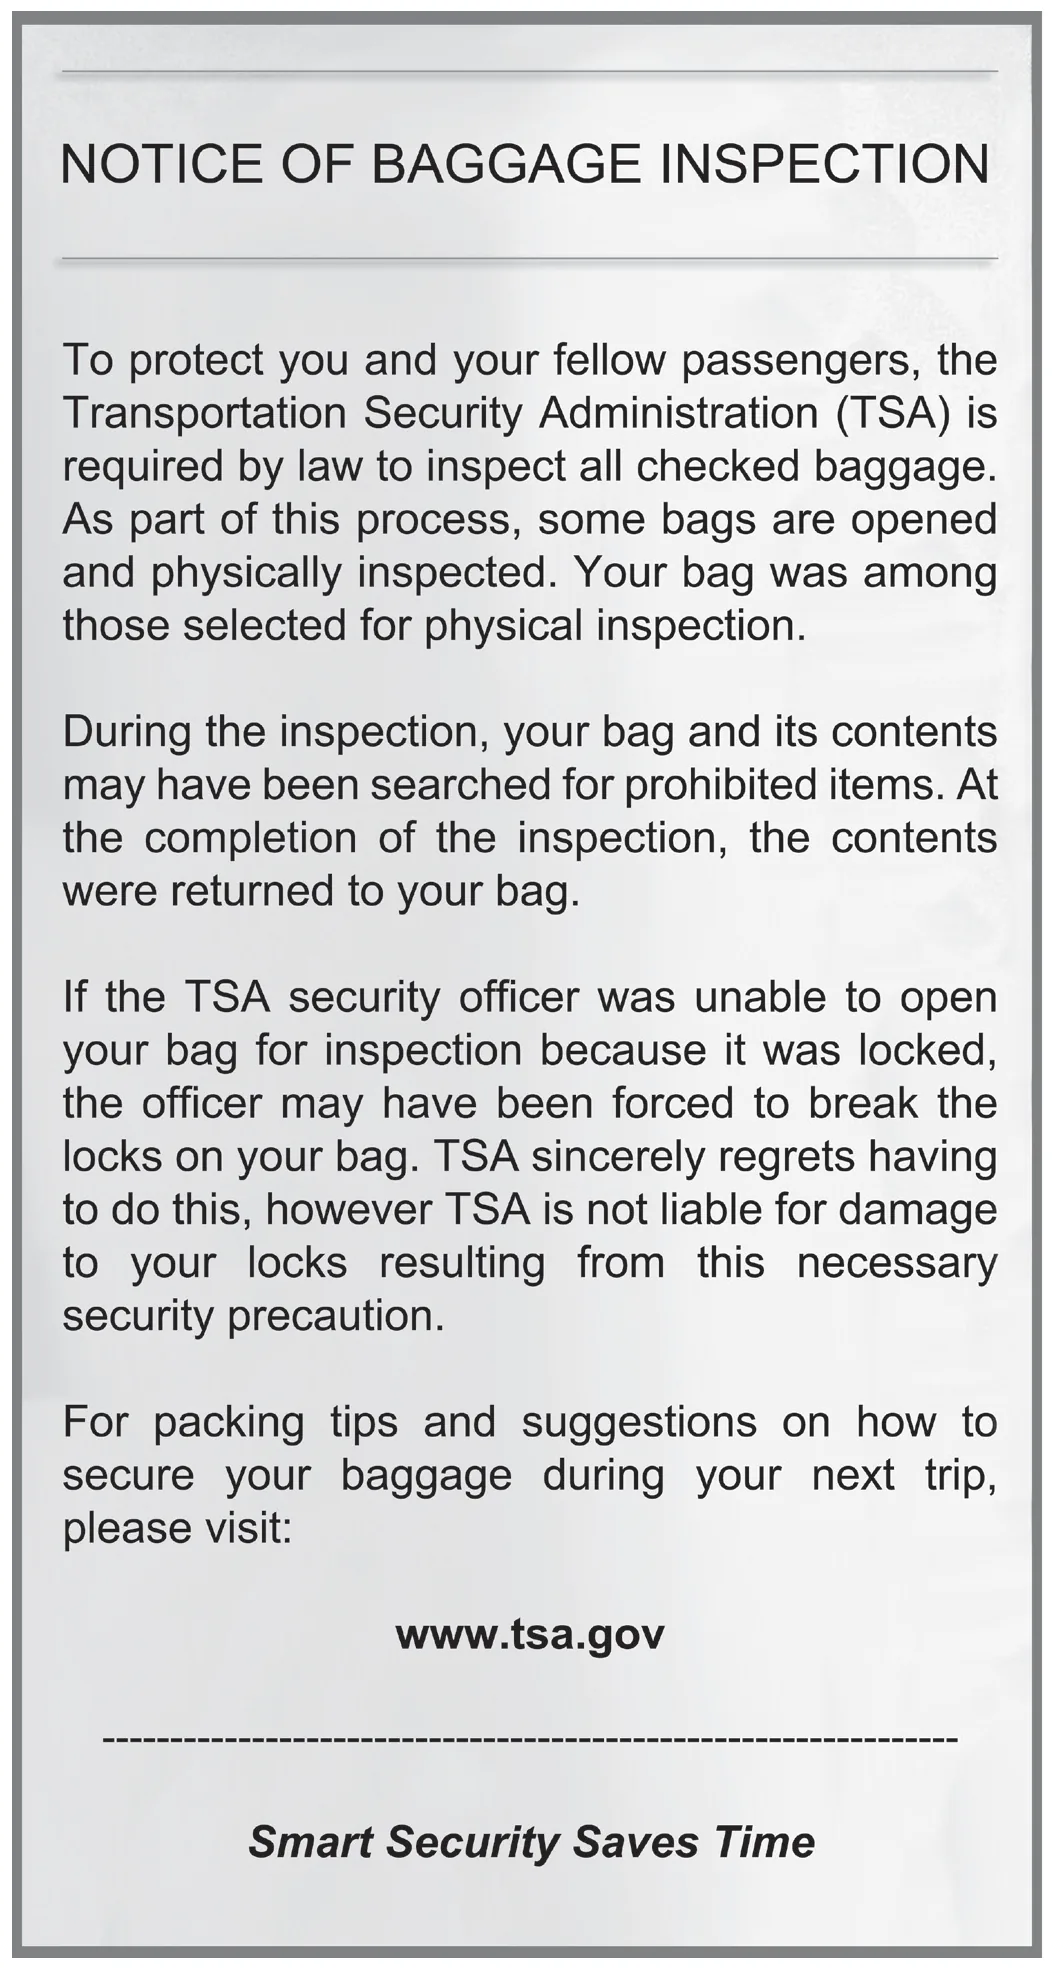 NOTICE OF BAGGAGE INSPECTION
To protect you and your fellow passengers, the
Transportation Security Administration (TSA) is
required by law to inspect all checked baggage.
As part of this process, some bags are opened
and physically inspected. Your bag was among
those selected for physical inspection.
During the inspection, your bag and its contents
may have been searched for prohibited items. At
the completion of the inspection, the contents
were returned to your bag.
If the TSA security officer was unable to open
your bag for inspection because it was locked,
the officer may have been forced to break the
locks on your bag. TSA sincerely regrets having
to do this, however TSA is not liable for damage
to your locks resulting from this necessary
security precaution.
For packing tips and suggestions on how to
secure your baggage during your next trip,
please visit:
www.tsa.gov
----------------------------------------------------------------
Smart Security Saves Time